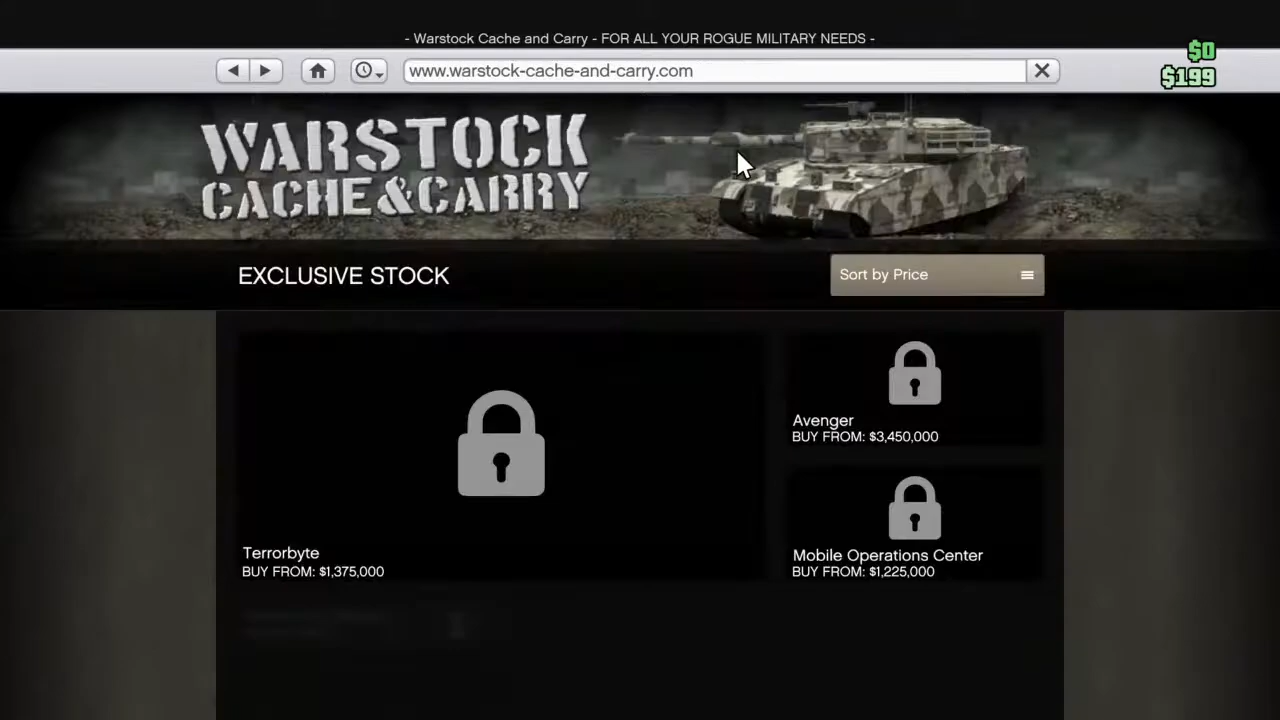 - Warstock Cache and Carry - FOR ALL YOUR ROGUE MILITARY NEEDS -
$0
www.warstock-cache-and-carry.com
$199
WARSTOCK
CACHE&CARRY
EXCLUSIVE STOCK
Sort by Price
Avenger
BUY FROM: $3,450,000
Terrorbyte
BUY FROM: $1,375,000
Mobile Operations Center
BUY FROM: $1,225,000